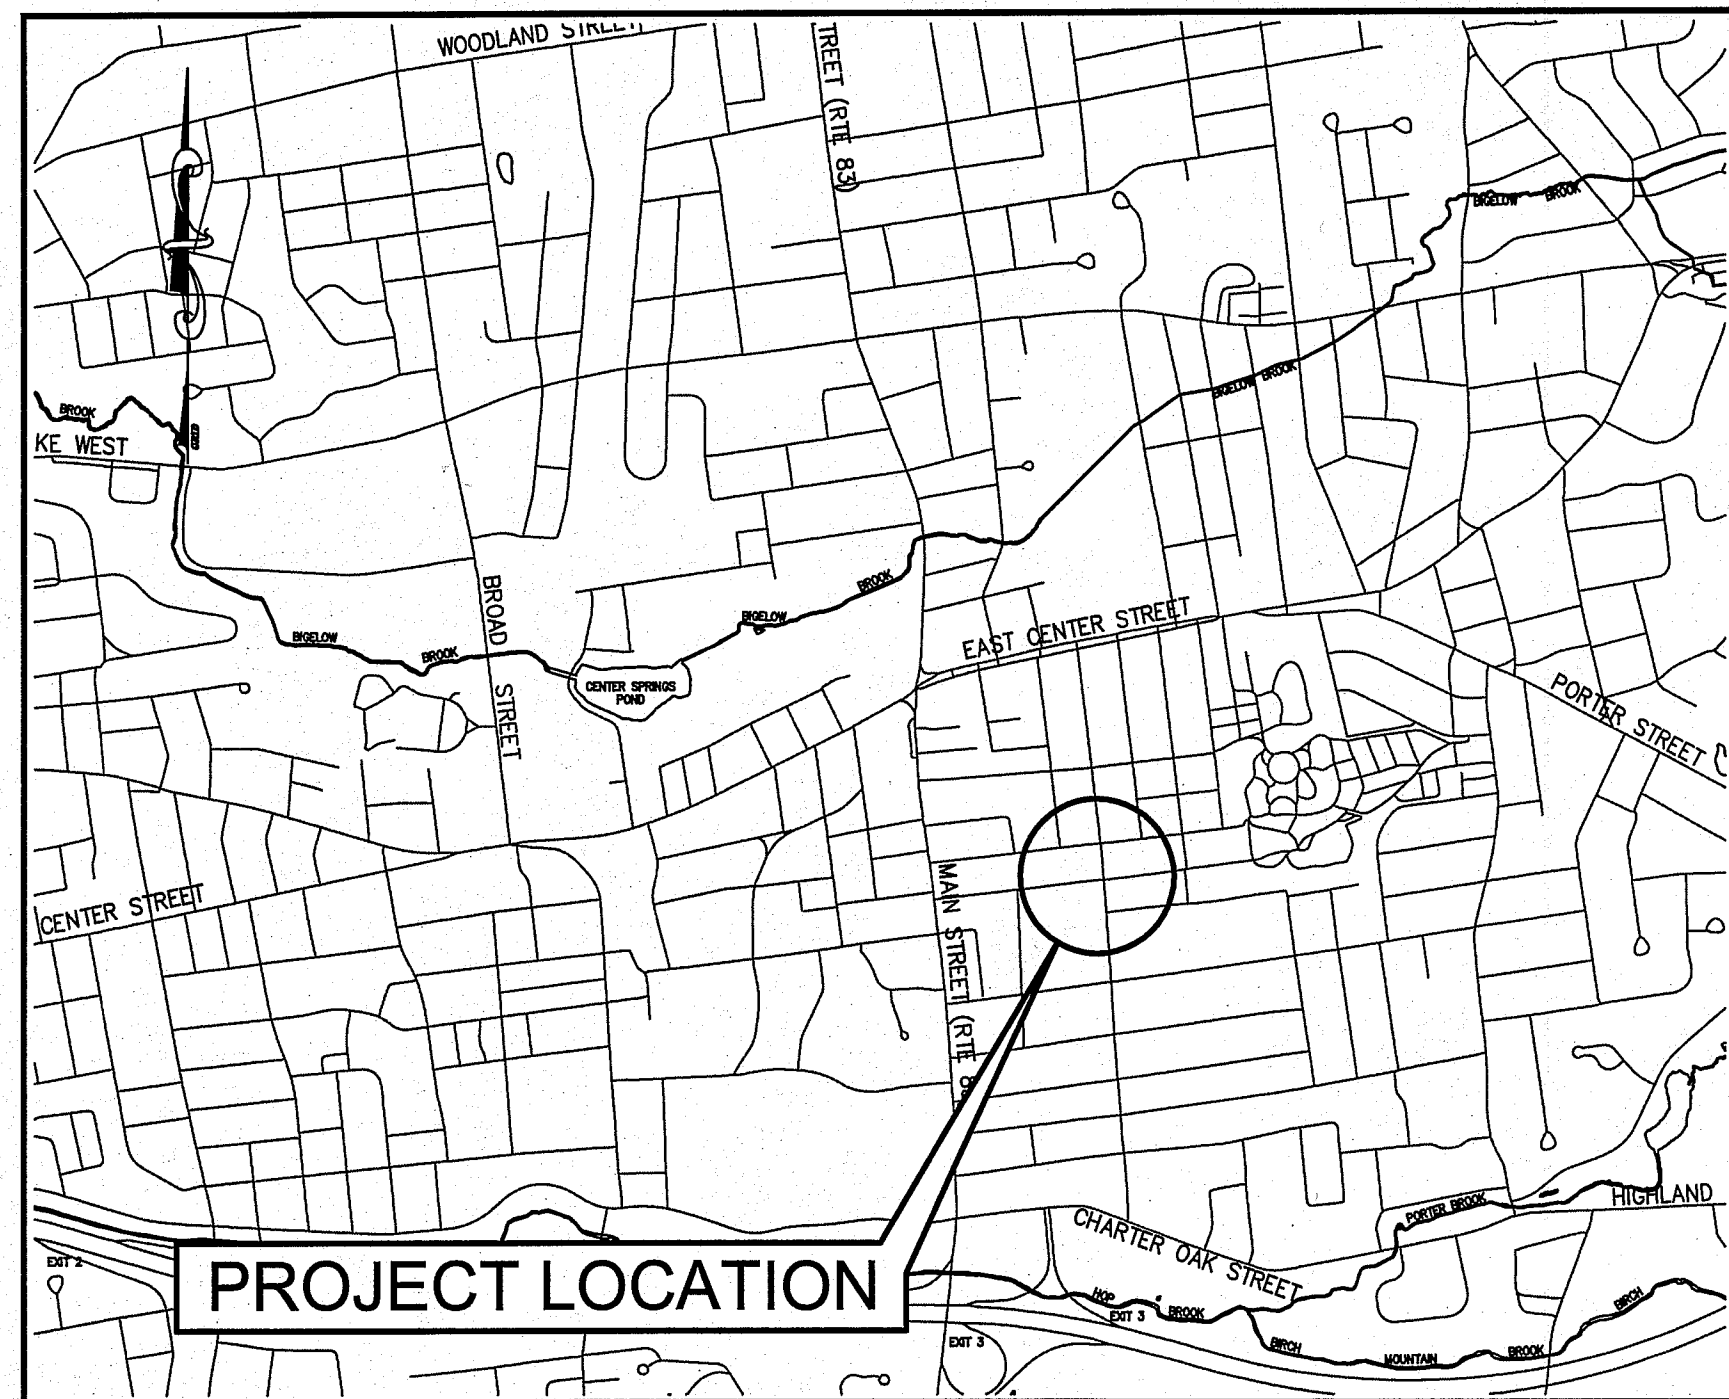 WOODLAND STREET
TREET (RTE 83)
BIGELOW BROOK
BIGELOW BROOK
BROOK
GRID
KE WEST
BROAD STREET
BROOK
BIGELOW
BIGELOW
BROOK
EAST CENTER STREET
CENTER SPRINGS
POND
PORTER STREET
CENTER STREET
MAIN STREET (RTE 8
HIGHLAND
PORTER BROOK
CHARTER OAK STREET
EXIT 2
PROJECT LOCATION
HOP BROOK
EXIT 3
BIRCH
EXIT 3
BIRCH MOUNTAIN BROOK